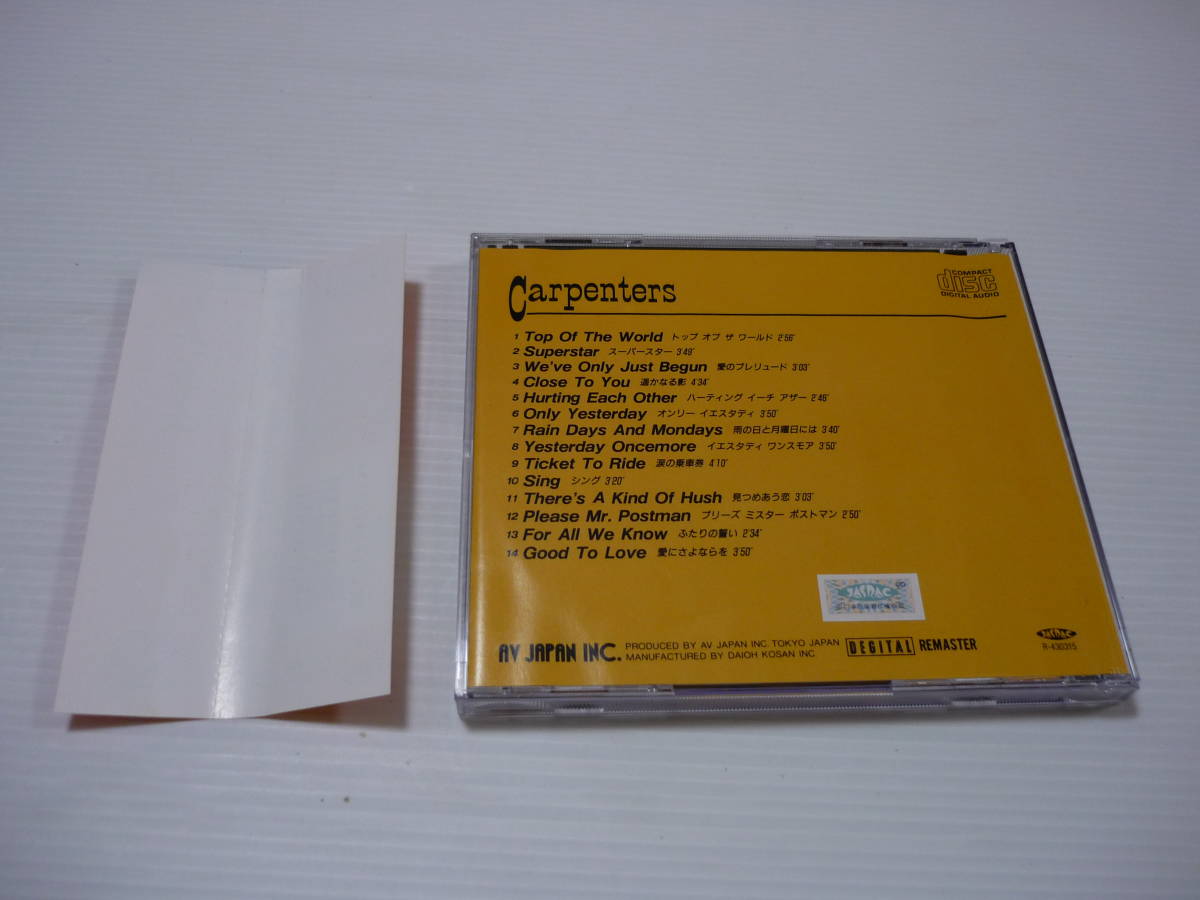 Carpenters
COMPACT
disc
DIGITAL AUDIO
1 Top Of The World トップ オブ ザ ワールド 2'56"
2 Superstar スーパースター 3'49"
3 We've Only Just Begun 愛のプレリュード 3'03"
4 Close To You 遥かなる影 4'34"
5 Hurting Each Other ハーティング イーチ アザー 2'46"
6 Only Yesterday オンリー イエスタディ 3'50"
7 Rain Days And Mondays 雨の日と月曜日には 3'40"
8 Yesterday Oncemore イエスタディ ワンスモア 3'50"
9 Ticket To Ride 涙の乗車券 4'10"
10 Sing シング 3'20"
11 There's A Kind Of Hush 見つめあう恋 3'03"
12 Please Mr. Postman プリーズ ミスター ポストマン 2'50"
13 For All We Know ふたりの誓い 2'34"
14 Good To Love 愛にさよならを 3'50"
JASRAC
AV JAPAN INC. PRODUCED BY AV JAPAN INC. TOKYO JAPAN
MANUFACTURED BY DAIOH KOSAN INC
DEGITAL REMASTER
JASRAC
R-430315